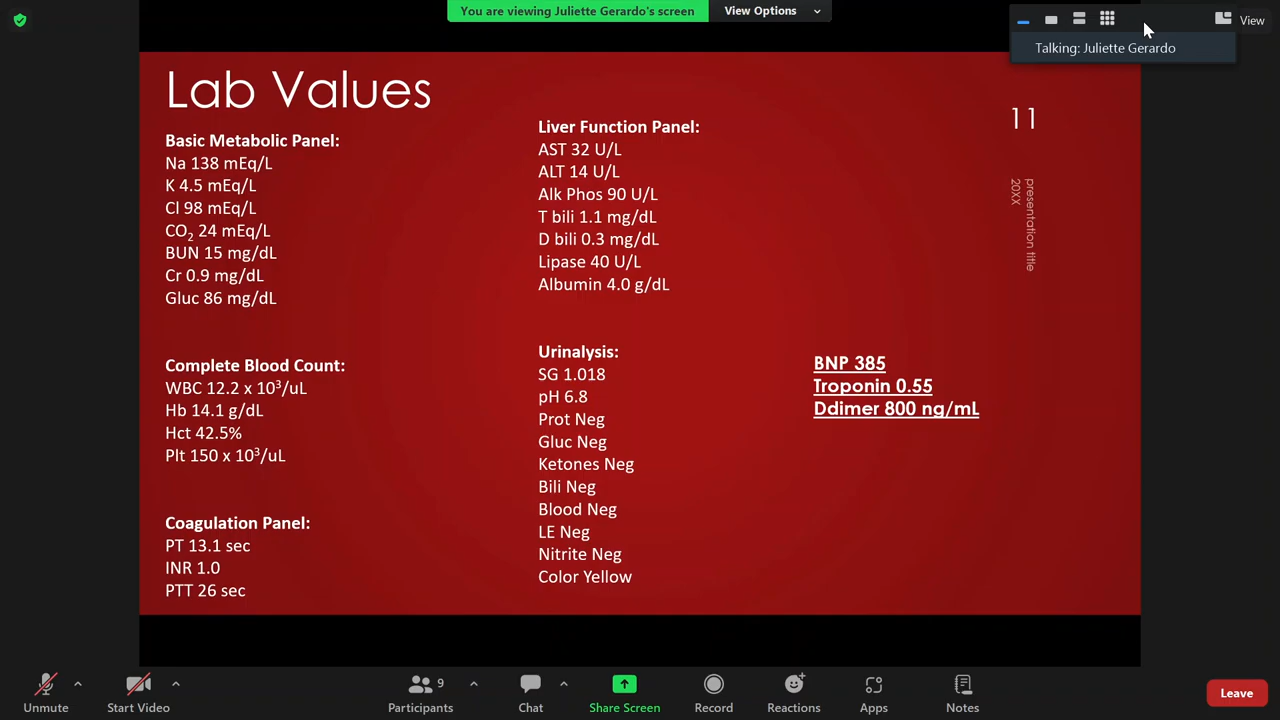 You are viewing Juliette Gerardo's screen
View Options
View
Talking: Juliette Gerardo
Lab Values
11
presentation title
20XX
Basic Metabolic Panel:
Na 138 mEq/L
K 4.5 mEq/L
Cl 98 mEq/L
CO₂ 24 mEq/L
BUN 15 mg/dL
Cr 0.9 mg/dL
Gluc 86 mg/dL
Complete Blood Count:
WBC 12.2 x 10³/uL
Hb 14.1 g/dL
Hct 42.5%
Plt 150 x 10³/uL
Coagulation Panel:
PT 13.1 sec
INR 1.0
PTT 26 sec
Liver Function Panel:
AST 32 U/L
ALT 14 U/L
Alk Phos 90 U/L
T bili 1.1 mg/dL
D bili 0.3 mg/dL
Lipase 40 U/L
Albumin 4.0 g/dL
Urinalysis:
SG 1.018
pH 6.8
Prot Neg
Gluc Neg
Ketones Neg
Bili Neg
Blood Neg
LE Neg
Nitrite Neg
Color Yellow
BNP 385
Troponin 0.55
Ddimer 800 ng/mL
Unmute
Start Video
9
Participants
Chat
Share Screen
Record
Reactions
Apps
Notes
Leave